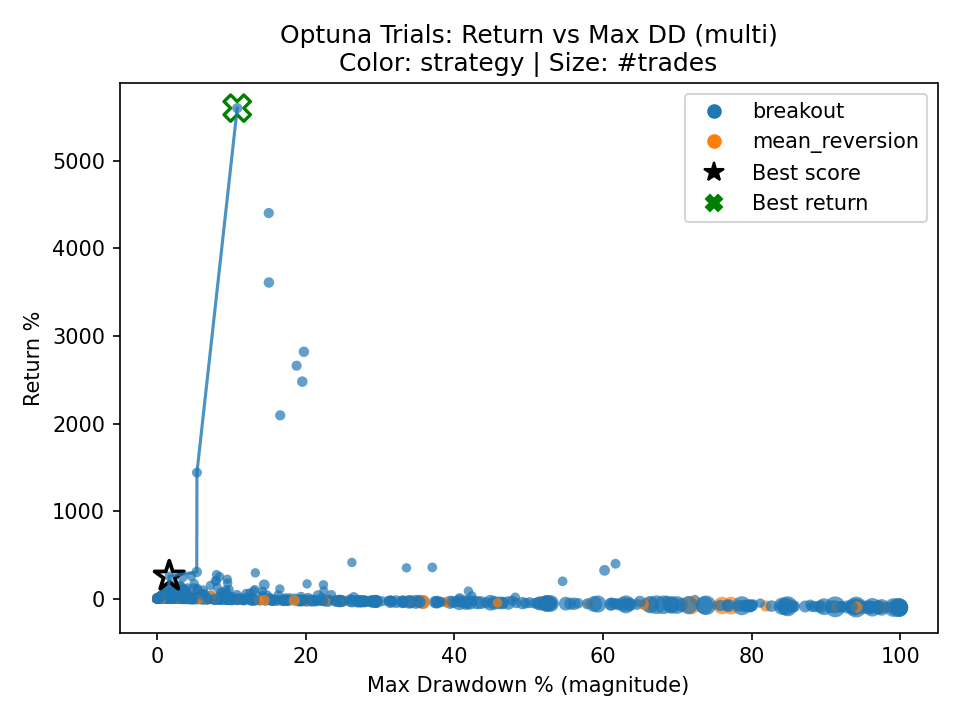 Optuna Trials: Return vs Max DD (multi)
Color: strategy | Size: #trades
breakout
mean_reversion
Best score
Best return
Return %
5000
4000
3000
2000
1000
0
0
20
40
60
80
100
Max Drawdown % (magnitude)